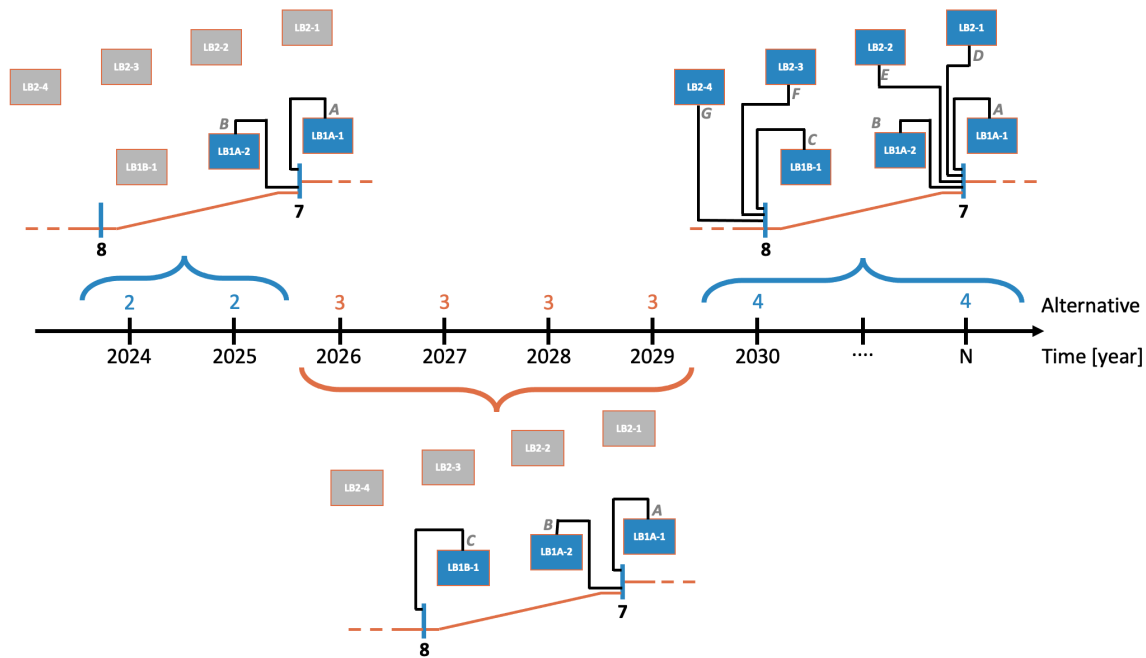 LB2-1
LB2-2
LB2-3
LB2-4
A
B
LB1A-1
LB1A-2
LB1B-1
7
8
LB2-1
LB2-2
D
LB2-3
E
LB2-4
F
G
B
A
C
LB1A-1
LB1A-2
LB1B-1
7
8
2 2 3 3 3 3 4 4 Alternative
2024 2025 2026 2027 2028 2029 2030 .... N Time [year]
LB2-1
LB2-2
LB2-3
LB2-4
A
B
LB1A-1
C
LB1A-2
LB1B-1
7
8